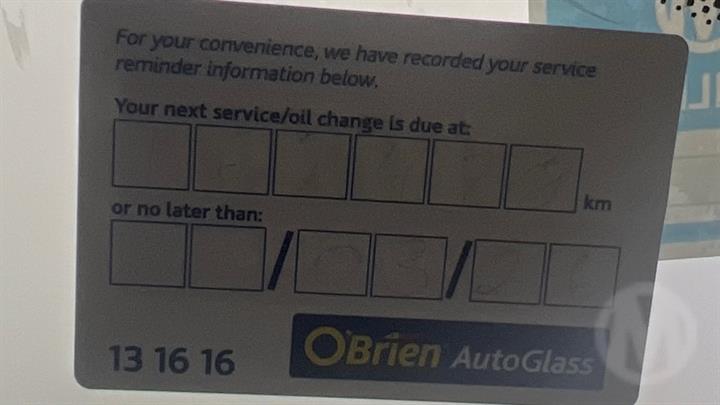 For your convenience, we have recorded your service
reminder information below.
Your next service/oil change is due at:
km
or no later than:
/ /
13 16 16
O'Brien AutoGlass